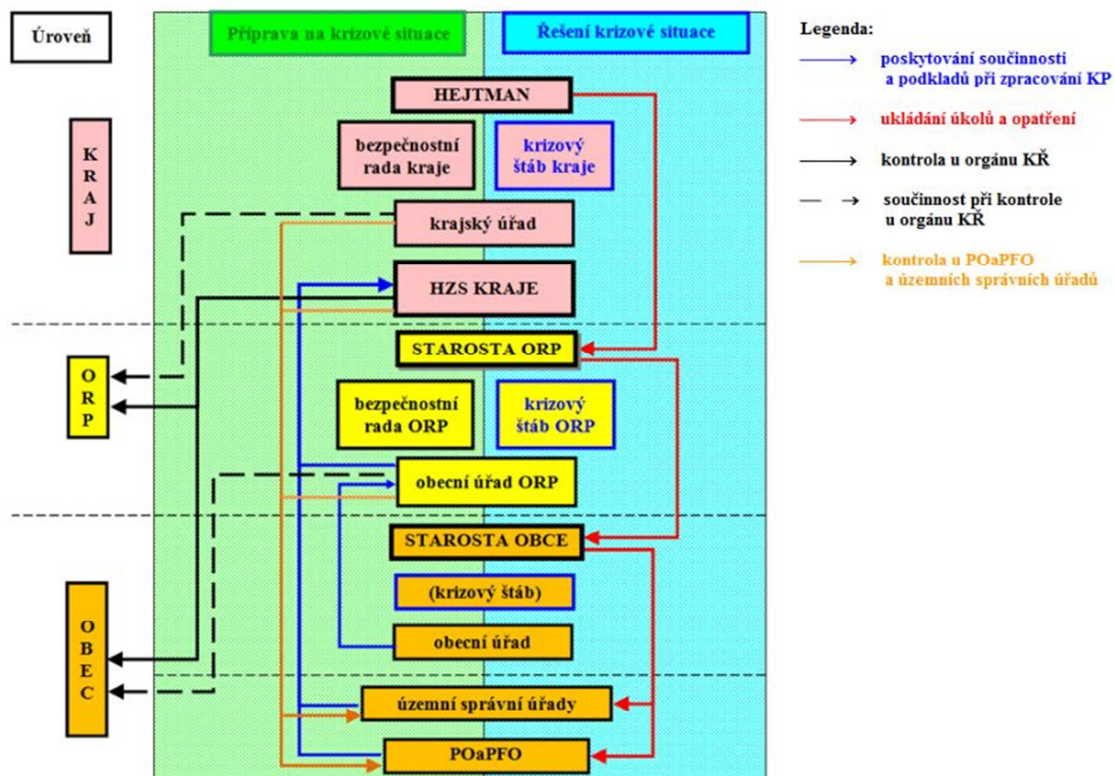 Úroveň
Příprava na krizové situace
Řešení krizové situace
Legenda:
poskytování součinnosti
a podkladů při zpracování KP
ukládání úkolů a opatření
kontrola u orgánu KŘ
součinnost při kontrole
u orgánu KŘ
kontrola u POaPFO
a územních správních úřadů
KRAJ
HEJTMAN
bezpečnostní
rada kraje
krizový
štáb kraje
krajský úřad
HZS KRAJE
ORP
STAROSTA ORP
bezpečnostní
rada ORP
krizový
štáb ORP
obecní úřad ORP
OBEC
STAROSTA OBCE
(krizový štáb)
obecní úřad
územní správní úřady
POaPFO